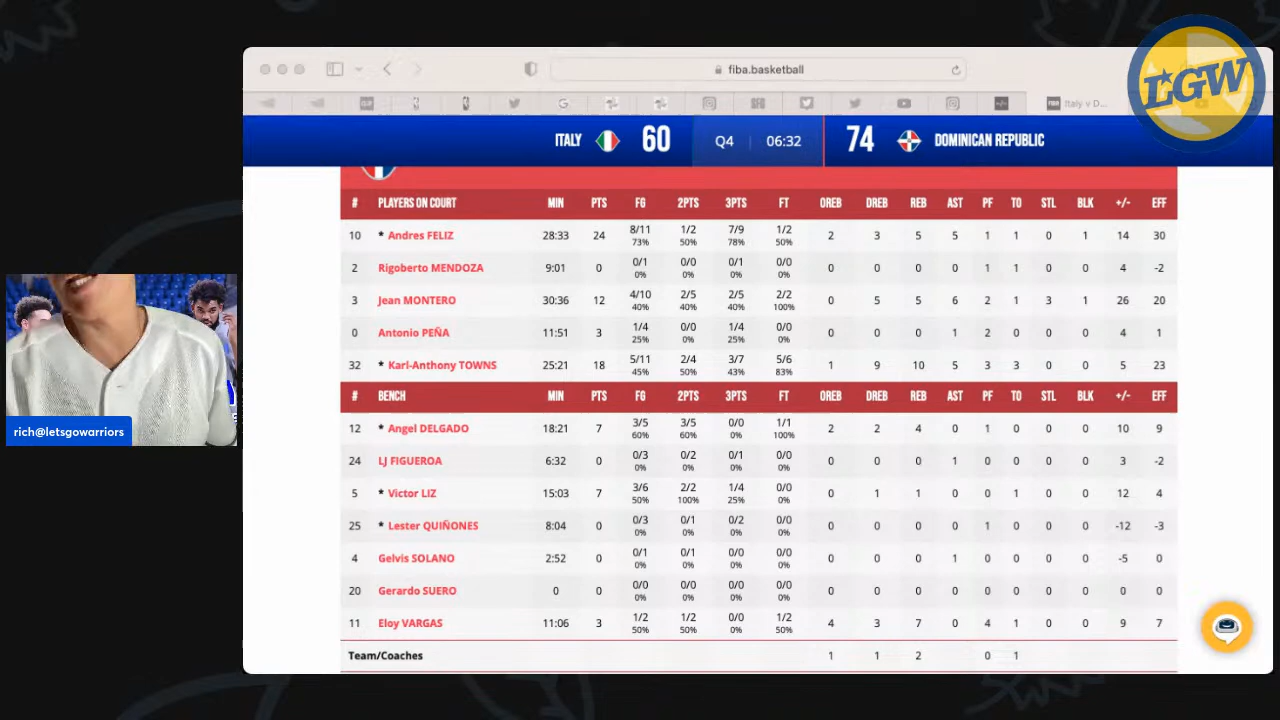 LGW
fiba.basketball
Italy v D...
ITALY 60 Q4 06:32 74 DOMINICAN REPUBLIC
# PLAYERS ON COURT MIN PTS FG 2PTS 3PTS FT OREB DREB REB AST PF TO STL BLK +/- EFF
10 * Andres FELIZ 28:33 24 8/11 1/2 7/9 1/2 2 3 5 5 1 1 0 1 14 30
73% 50% 78% 50%
2 Rigoberto MENDOZA 9:01 0 0/1 0/0 0/1 0/0 0 0 0 0 1 1 0 0 4 -2
0% 0% 0% 0%
3 Jean MONTERO 30:36 12 4/10 2/5 2/5 2/2 0 5 5 6 2 1 3 1 26 20
40% 40% 40% 100%
0 Antonio PEÑA 11:51 3 1/4 0/0 1/4 0/0 0 0 0 1 2 0 0 0 4 1
25% 0% 25% 0%
32 * Karl-Anthony TOWNS 25:21 18 5/11 2/4 3/7 5/6 1 9 10 5 3 3 0 0 5 23
45% 50% 43% 83%
# BENCH MIN PTS FG 2PTS 3PTS FT OREB DREB REB AST PF TO STL BLK +/- EFF
12 * Angel DELGADO 18:21 7 3/5 3/5 0/0 1/1 2 2 4 0 1 0 0 0 10 9
60% 60% 0% 100%
24 LJ FIGUEROA 6:32 0 0/3 0/2 0/1 0/0 0 0 0 1 0 0 0 0 3 -2
0% 0% 0% 0%
5 * Victor LIZ 15:03 7 3/6 2/2 1/4 0/0 0 1 1 0 0 1 0 0 12 4
50% 100% 25% 0%
25 * Lester QUIÑONES 8:04 0 0/3 0/1 0/2 0/0 0 0 0 0 1 0 0 0 -12 -3
0% 0% 0% 0%
4 Gelvis SOLANO 2:52 0 0/1 0/1 0/0 0/0 0 0 0 1 0 0 0 0 -5 0
0% 0% 0% 0%
20 Gerardo SUERO 0 0 0/0 0/0 0/0 0/0 0 0 0 0 0 0 0 0 0 0
0% 0% 0% 0%
11 Eloy VARGAS 11:06 3 1/2 1/2 0/0 1/2 4 3 7 0 4 1 0 0 9 7
50% 50% 0% 50%
Team/Coaches 1 1 2 0 1
rich@letsgowarriors